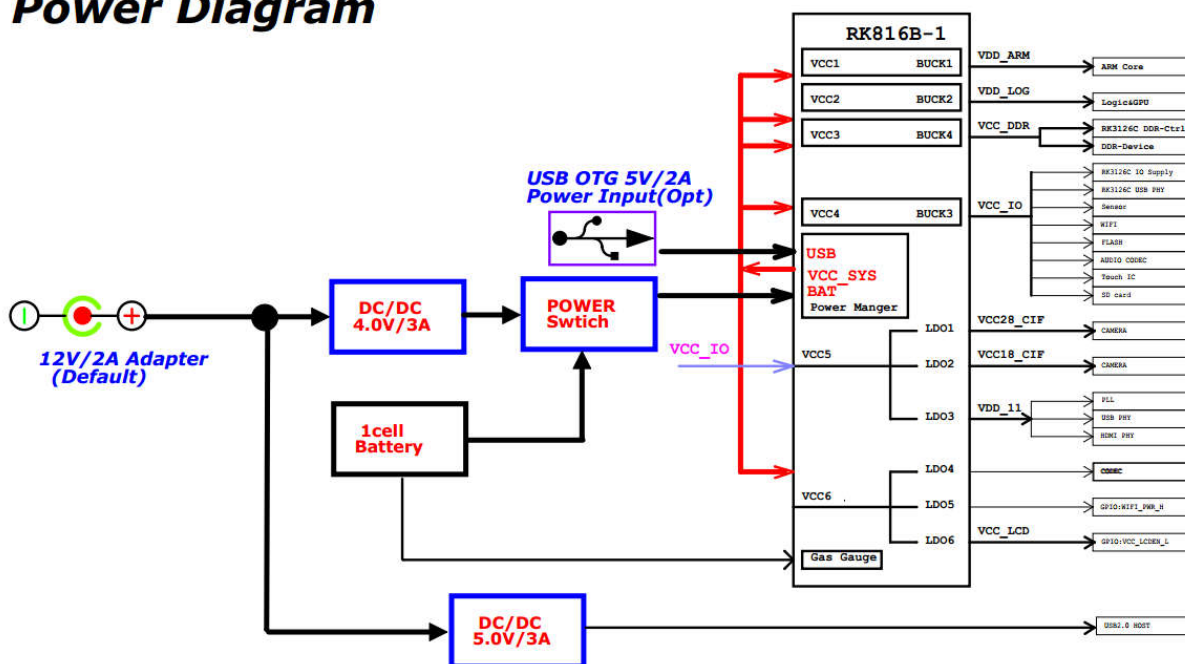 Power Diagram
RK816B-1
VCC1 BUCK1
VDD_ARM
ARM Core
VCC2 BUCK2
VDD_LOG
Logic&GPU
VCC3 BUCK4
VCC_DDR
RK3126C DDR-Ctrl
DDR-Device
USB OTG 5V/2A
Power Input(Opt)
VCC4 BUCK3
VCC_IO
RK3126C IO Supply
RK3126C USB PHY
Sensor
WIFI
FLASH
AUDIO CODEC
Touch IC
SD card
USB
VCC_SYS
BAT
Power Manger
DC/DC
4.0V/3A
POWER
Swtich
12V/2A Adapter
(Default)
VCC_IO
VCC5
LDO1
VCC28_CIF
CAMERA
LDO2
VCC18_CIF
CAMERA
LDO3
VDD_11
PLL
USB PHY
HDMI PHY
1cell
Battery
VCC6
LDO4
CODEC
LDO5
GPIO:WIFI_PWR_H
LDO6
VCC_LCD
GPIO:VCC_LCDEN_L
Gas Gauge
DC/DC
5.0V/3A
USB2.0 HOST